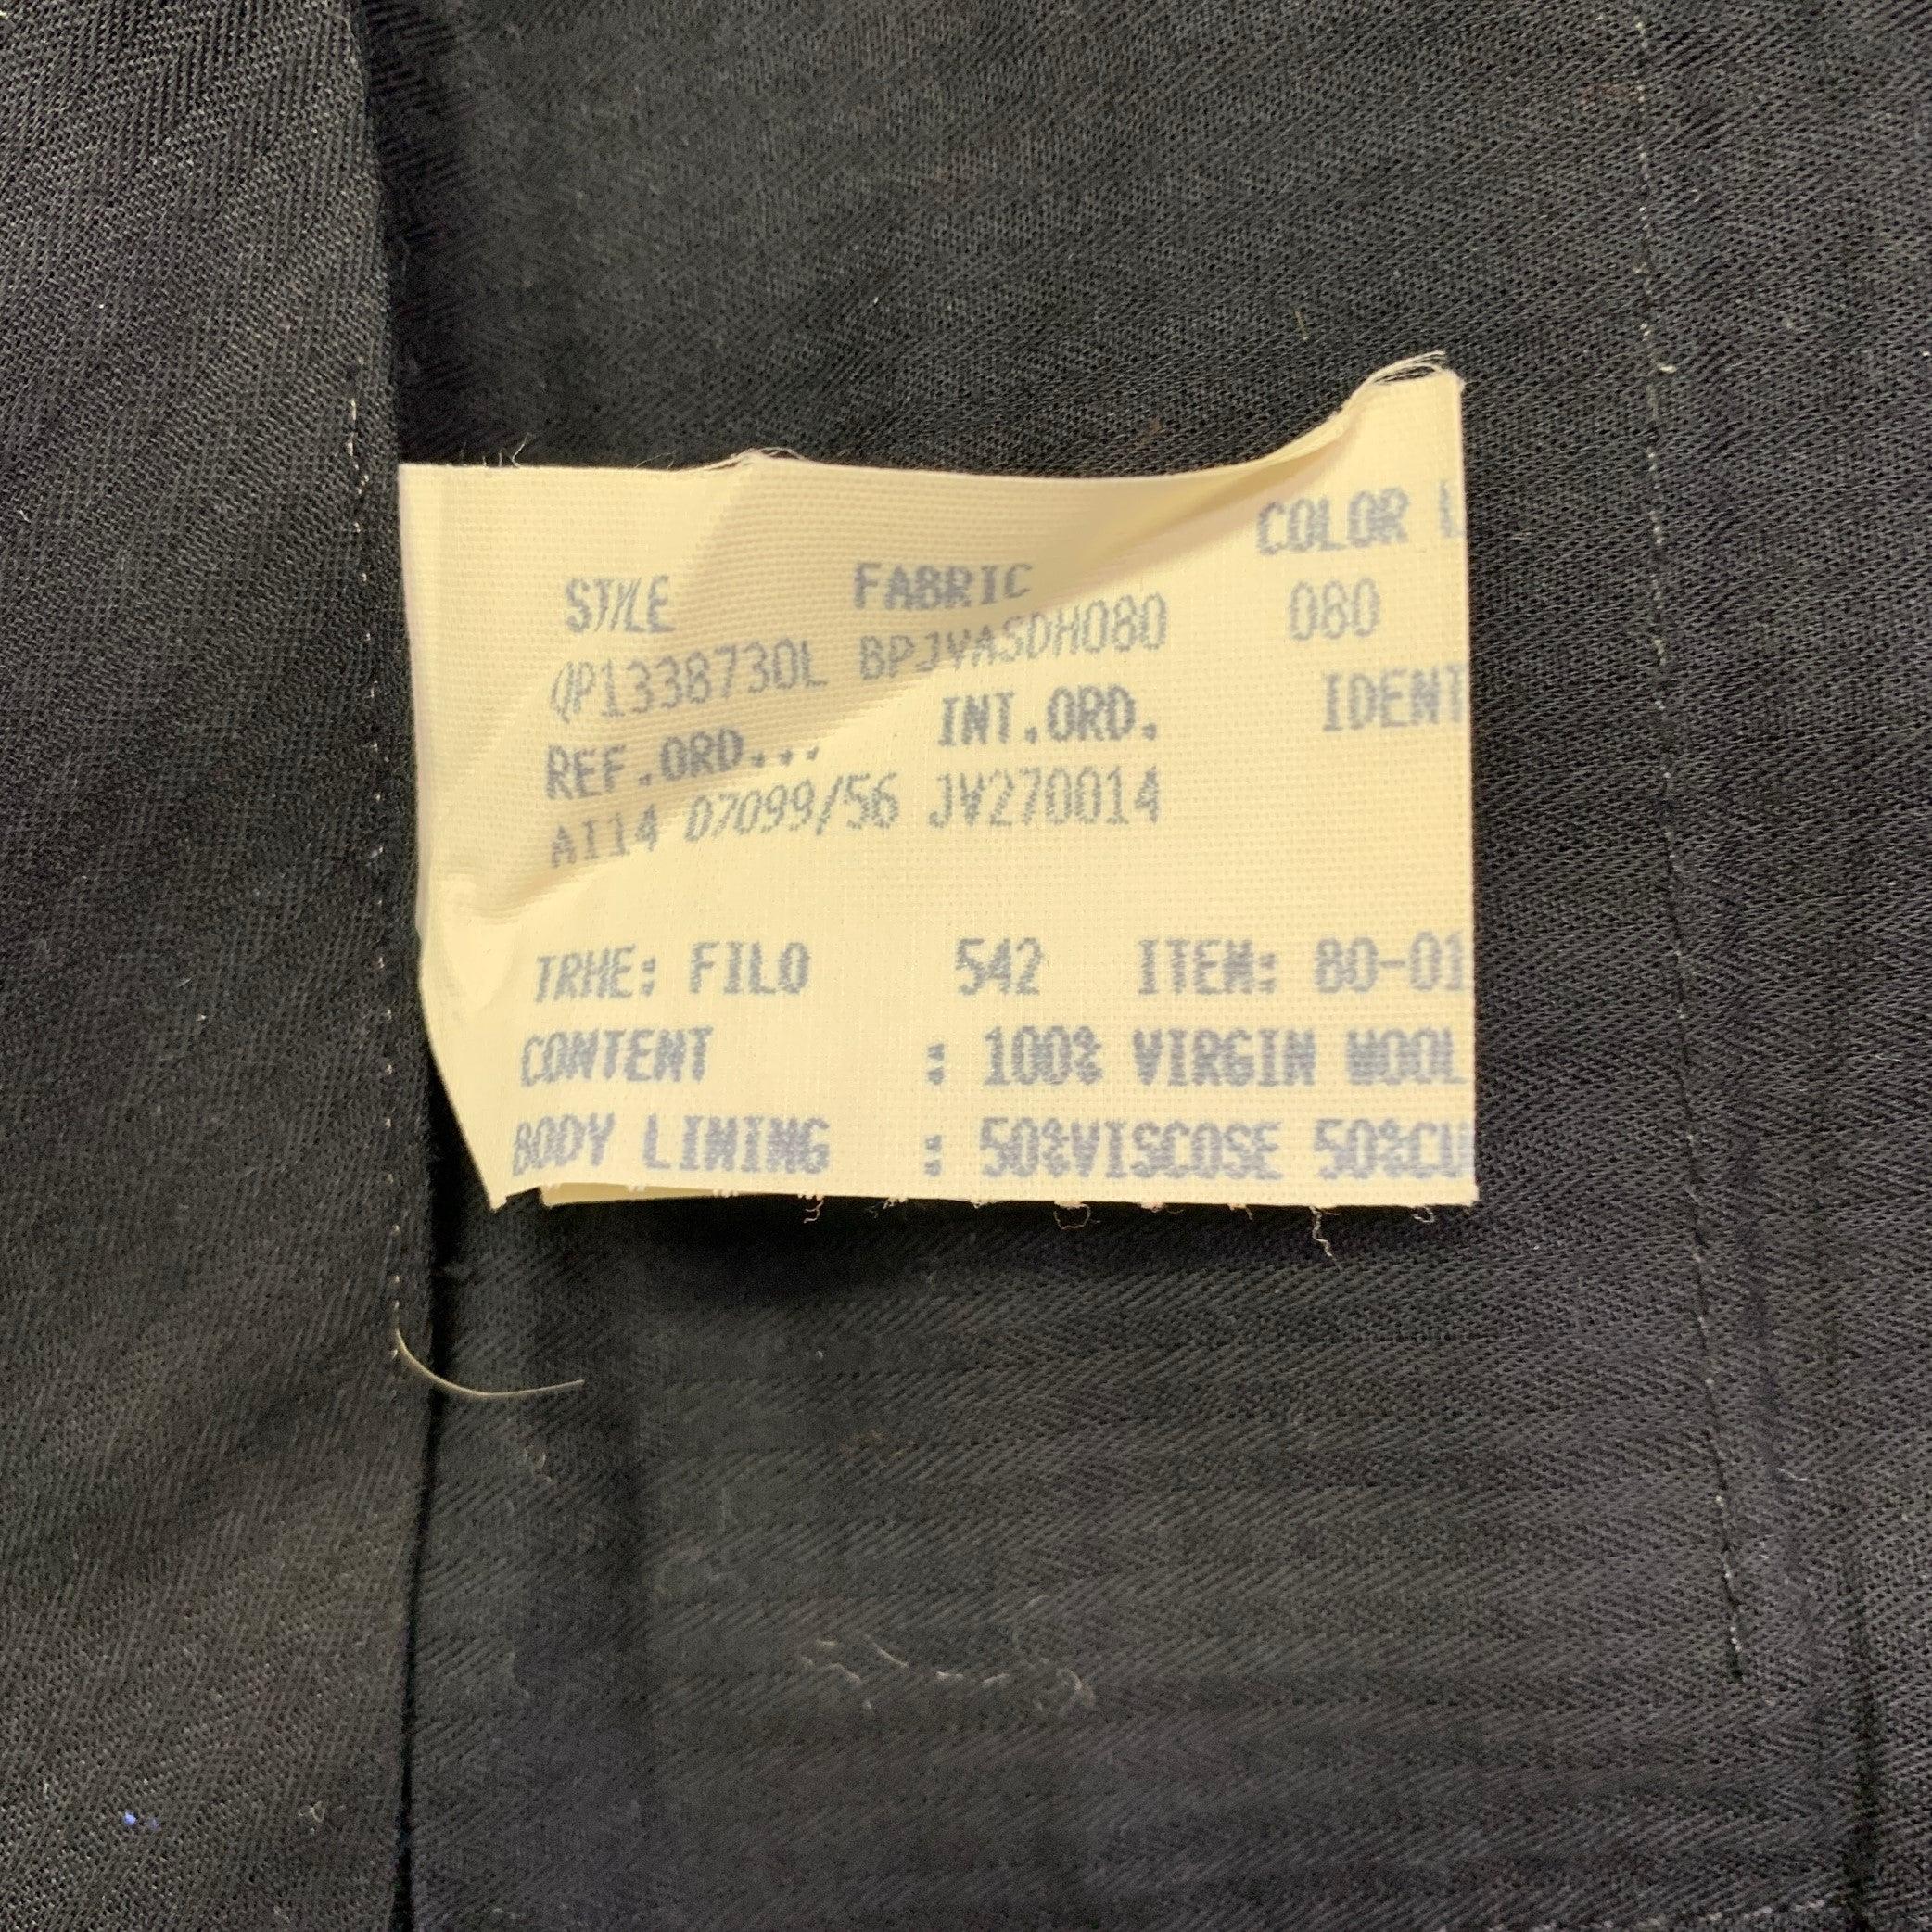 STYLE FABRIC COLOR
QP1338730L BPJVASDH080 080
REF.ORD... INT.ORD. IDENT
AI14 07099/56 JV270014
TRHE: FILO 542 ITEM: 80-01
CONTENT : 100% VIRGIN WOOL
BODY LINING : 50%VISCOSE 50%CU